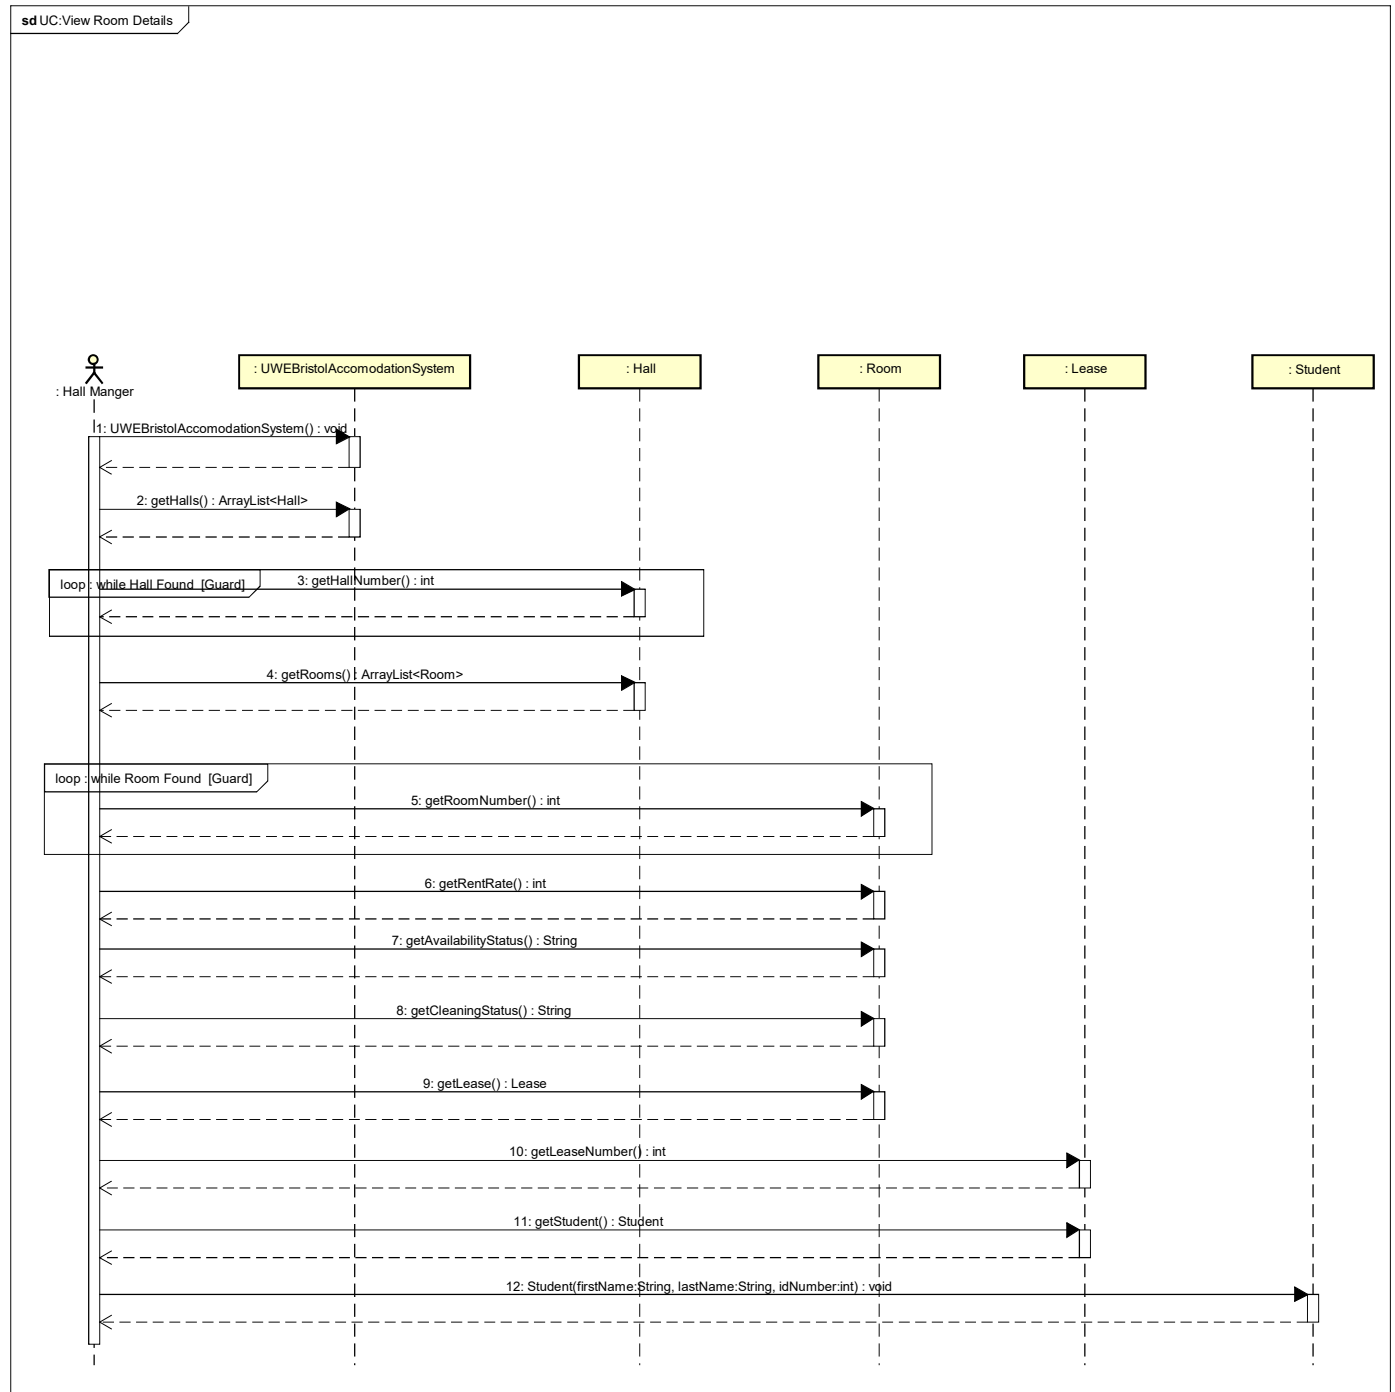 sd UC:View Room Details
: Hall Manger
: UWEBristolAccomodationSystem
: Hall
: Room
: Lease
: Student
1: UWEBristolAccomodationSystem() : void
2: getHalls() : ArrayList<Hall>
loop : while Hall Found [Guard]
3: getHallNumber() : int
4: getRooms() : ArrayList<Room>
loop : while Room Found [Guard]
5: getRoomNumber() : int
6: getRentRate() : int
7: getAvailabilityStatus() : String
8: getCleaningStatus() : String
9: getLease() : Lease
10: getLeaseNumber() : int
11: getStudent() : Student
12: Student(firstName:String, lastName:String, idNumber:int) : void